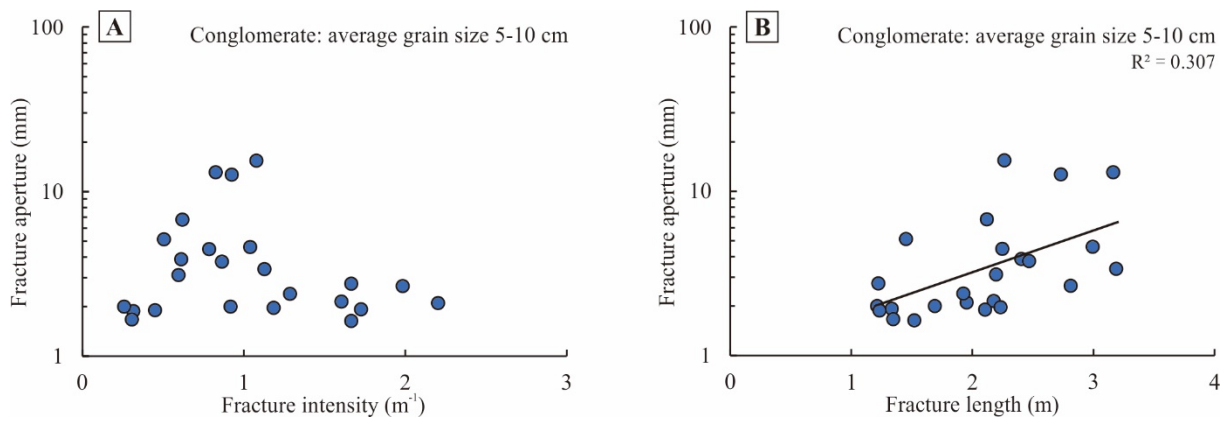 A
Conglomerate: average grain size 5-10 cm
Fracture aperture (mm)
100
10
1
0
1
2
3
Fracture intensity (m⁻¹)
B
Conglomerate: average grain size 5-10 cm
R² = 0.307
Fracture aperture (mm)
100
10
1
0
1
2
3
4
Fracture length (m)